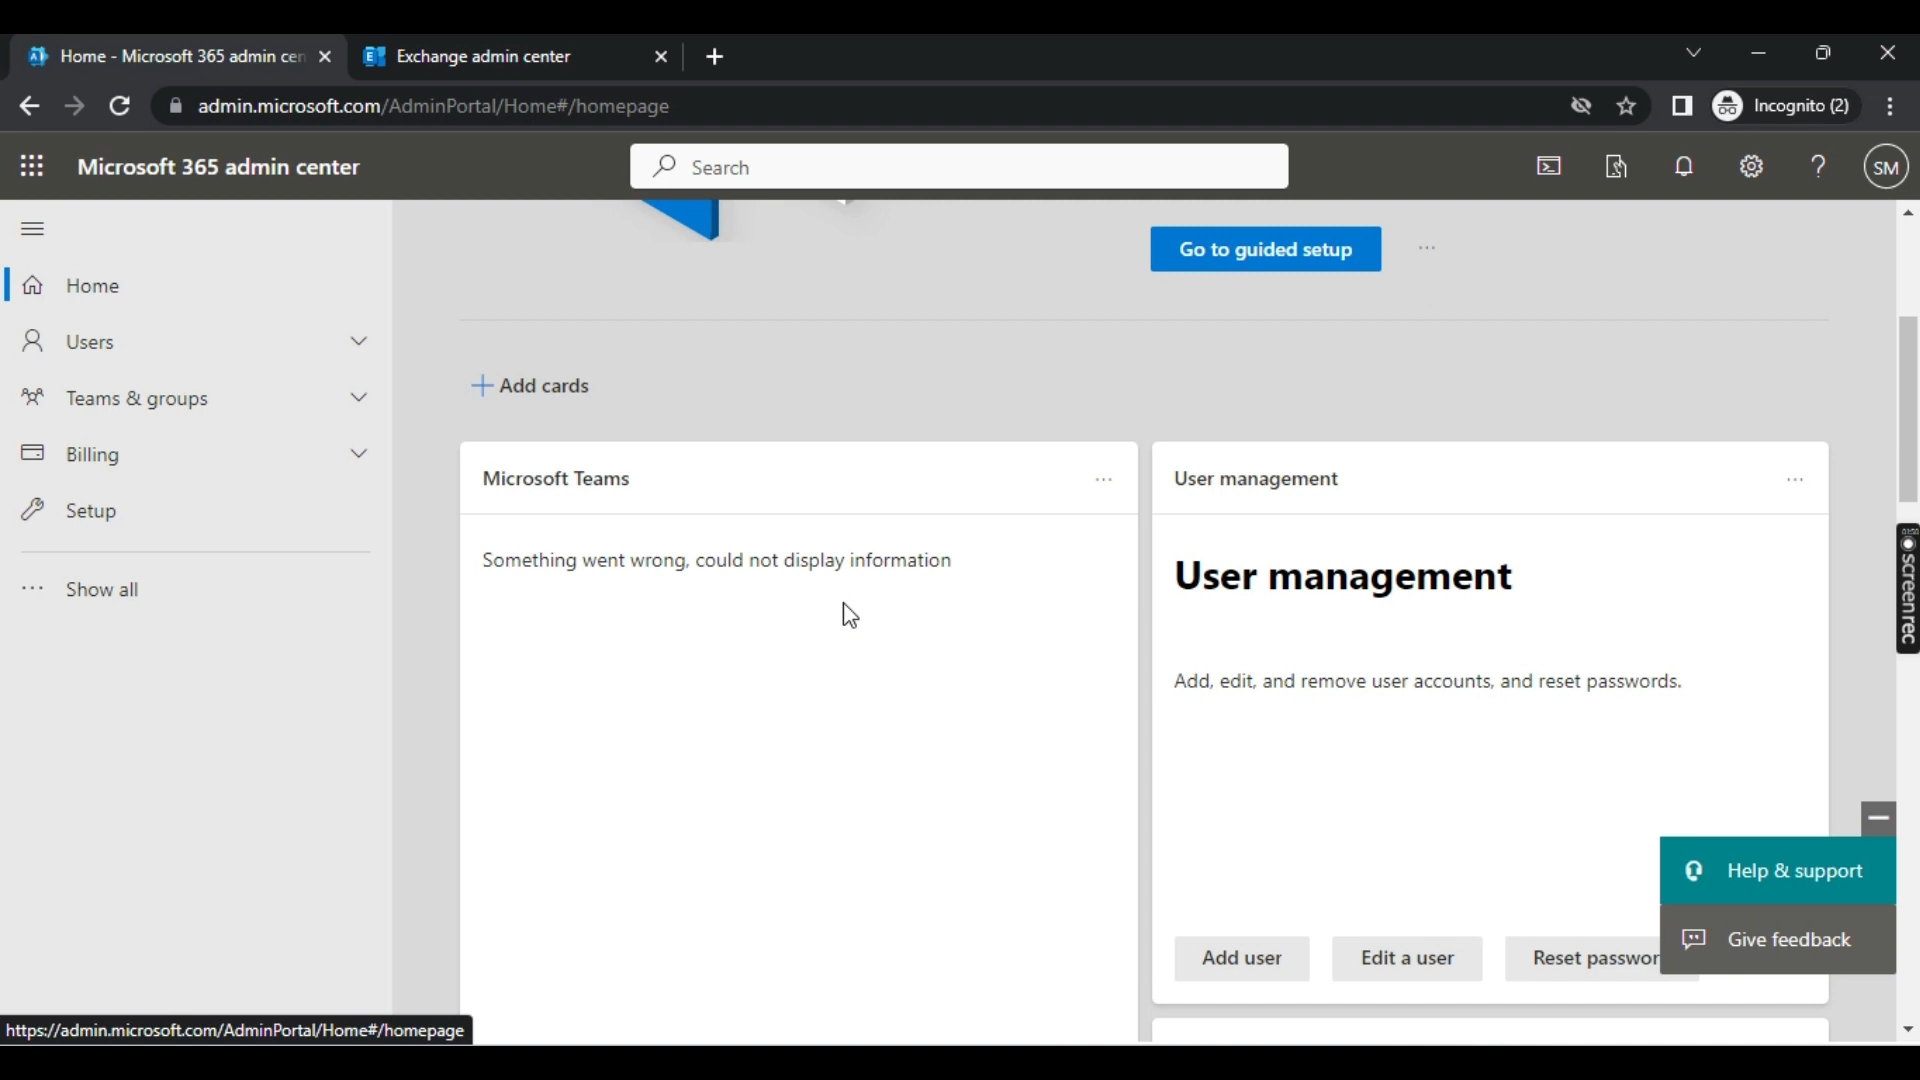 Home - Microsoft 365 admin cen
Exchange admin center
admin.microsoft.com/AdminPortal/Home#/homepage
Incognito (2)
Microsoft 365 admin center
Search
SM
Go to guided setup
Home
Users
Teams & groups
Billing
Setup
Show all
Add cards
Microsoft Teams
Something went wrong, could not display information
User management
User management
Add, edit, and remove user accounts, and reset passwords.
Add user
Edit a user
Reset passwor
Help & support
Give feedback
screenrec
https://admin.microsoft.com/AdminPortal/Home#/homepage